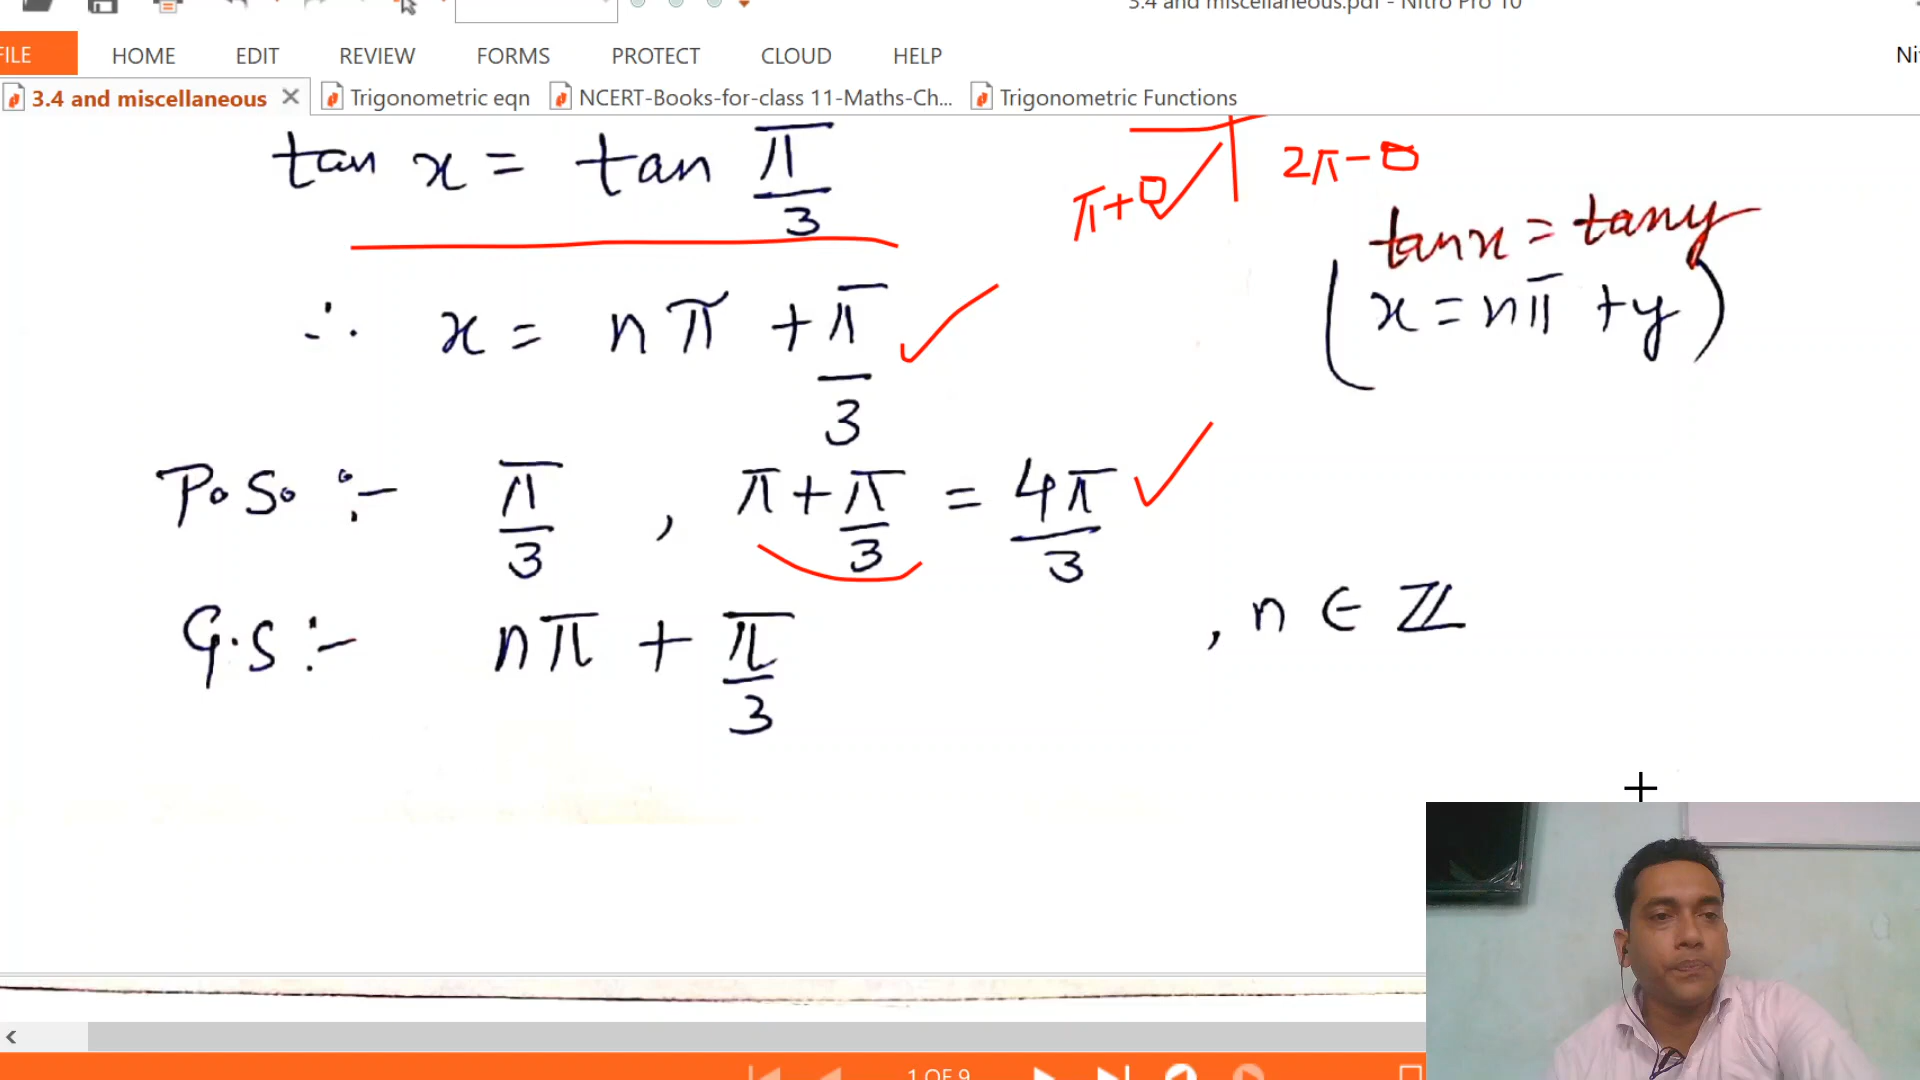 3.4 and miscellaneous.pdf - Nitro Pro 10
FILE HOME EDIT REVIEW FORMS PROTECT CLOUD HELP
3.4 and miscellaneous Trigonometric eqn NCERT-Books-for-class 11-Maths-Ch... Trigonometric Functions
tan x = tan π/3
π+θ 2π-θ
tanx = tany
(x = nπ + y)
∴ x = nπ + π/3
P.S. :- π/3 , π+π/3 = 4π/3
G.S :- nπ + π/3 , n ∈ ℤ
1 OF 9